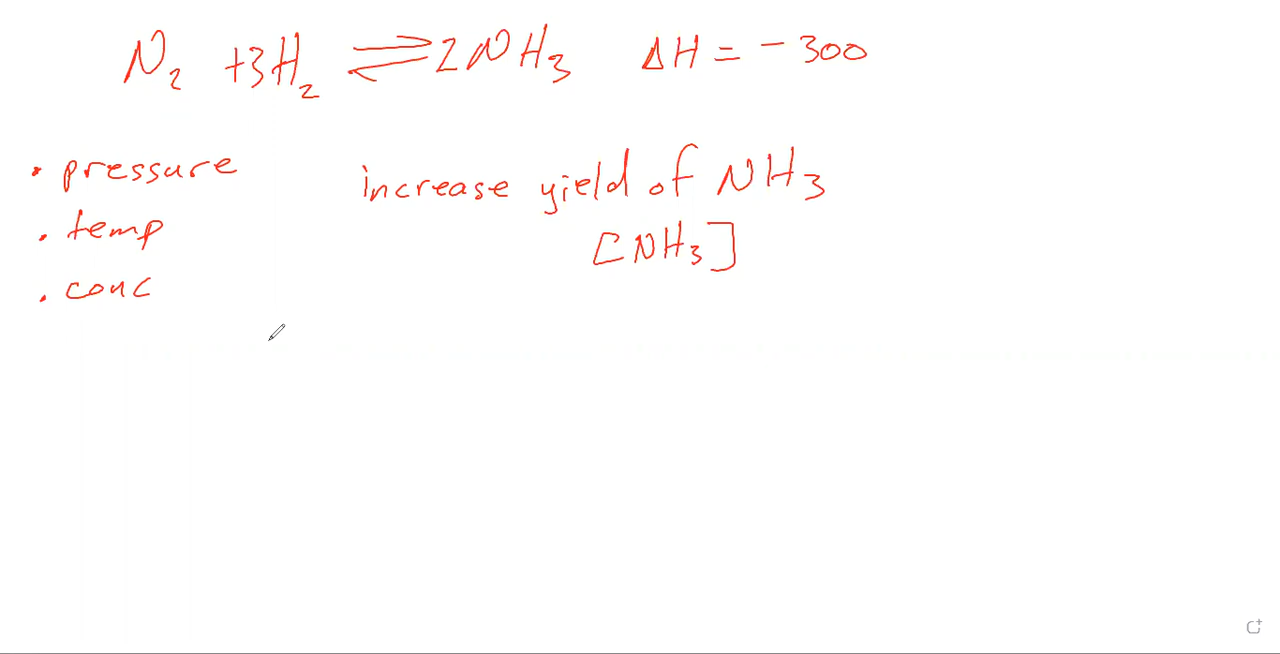 N₂ +3H₂ ⇌ 2NH₃ ΔH = -300
• pressure
increase yield of NH₃
• temp
[NH₃]
• conc